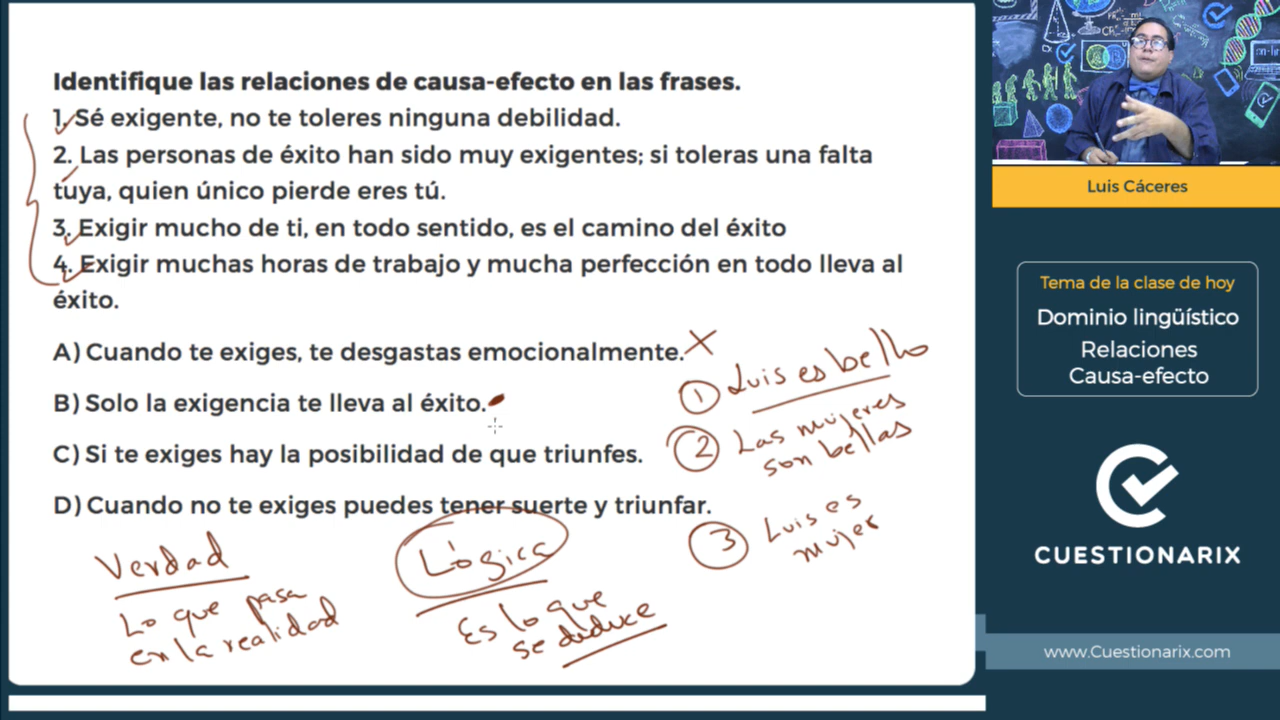 Identifique las relaciones de causa-efecto en las frases.
1. Sé exigente, no te toleres ninguna debilidad.
2. Las personas de éxito han sido muy exigentes; si toleras una falta
tuya, quien único pierde eres tú.
3. Exigir mucho de ti, en todo sentido, es el camino del éxito
4. Exigir muchas horas de trabajo y mucha perfección en todo lleva al
éxito.
A) Cuando te exiges, te desgastas emocionalmente.
B) Solo la exigencia te lleva al éxito.
C) Si te exiges hay la posibilidad de que triunfes.
D) Cuando no te exiges puedes tener suerte y triunfar.
1 Luis es bello
2 Las mujeres
son bellas
3 Luis es
mujer
Verdad
Lo que pasa
en la realidad
Lógica
Es lo que
se deduce
Luis Cáceres
Tema de la clase de hoy
Dominio lingüístico
Relaciones
Causa-efecto
CUESTIONARIX
www.Cuestionarix.com